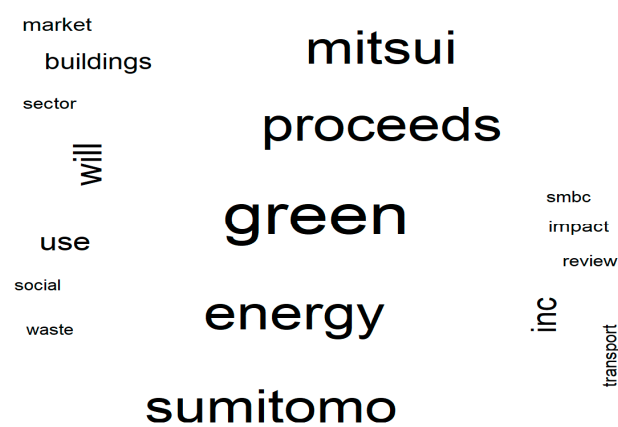 market
mitsui
buildings
sector
proceeds
will
smbc
green
impact
use
review
social
energy
inc
waste
transport
sumitomo